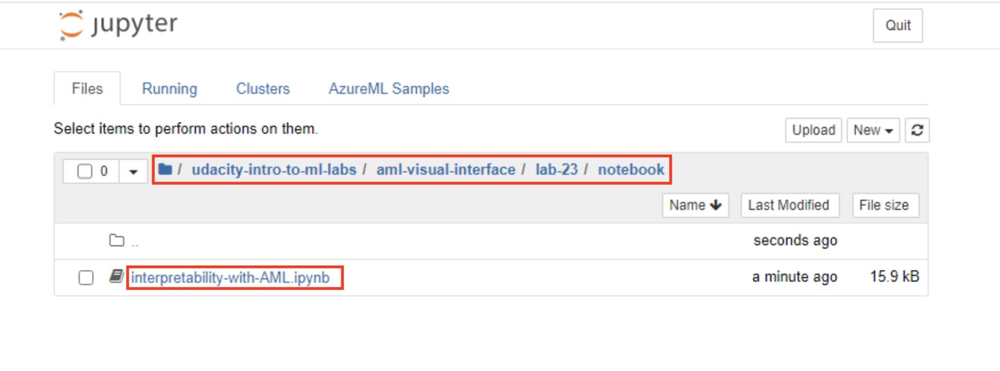 jupyter
Quit
Files Running Clusters AzureML Samples
Select items to perform actions on them.
Upload New
0 / udacity-intro-to-ml-labs / aml-visual-interface / lab-23 / notebook
Name Last Modified File size
.. seconds ago
interpretability-with-AML.ipynb a minute ago 15.9 kB